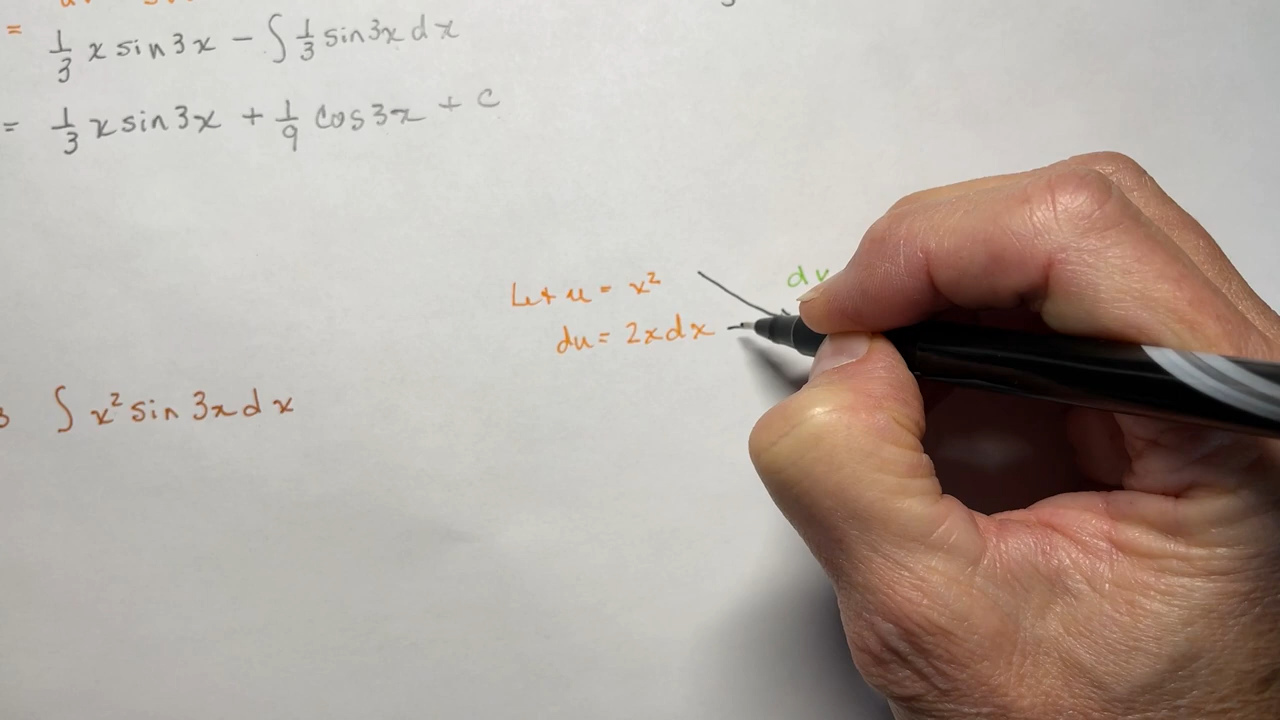 = 1/3 x sin 3x - ∫ 1/3 sin 3x dx
= 1/3 x sin 3x + 1/9 cos 3x + c
Let u = x² dv
du = 2x dx
∫ x² sin 3x dx